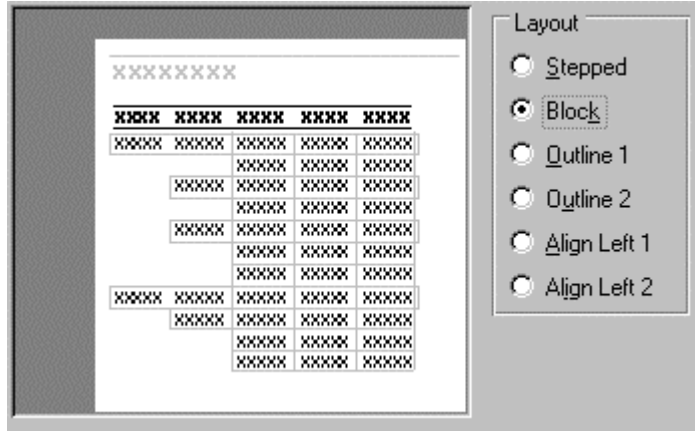 Layout
Stepped
Block
Outline 1
Outline 2
Align Left 1
Align Left 2
XXXXXXXX
XXXX XXXX XXXX XXXX XXXX
XXXXX XXXXX XXXXX XXXXX XXXXX
XXXXX XXXXX XXXXX
XXXXX XXXXX XXXXX XXXXX
XXXXX XXXXX XXXXX
XXXXX XXXXX XXXXX XXXXX
XXXXX XXXXX XXXXX
XXXXX XXXXX XXXXX
XXXXX XXXXX XXXXX XXXXX XXXXX
XXXXX XXXXX XXXXX XXXXX
XXXXX XXXXX XXXXX
XXXXX XXXXX XXXXX